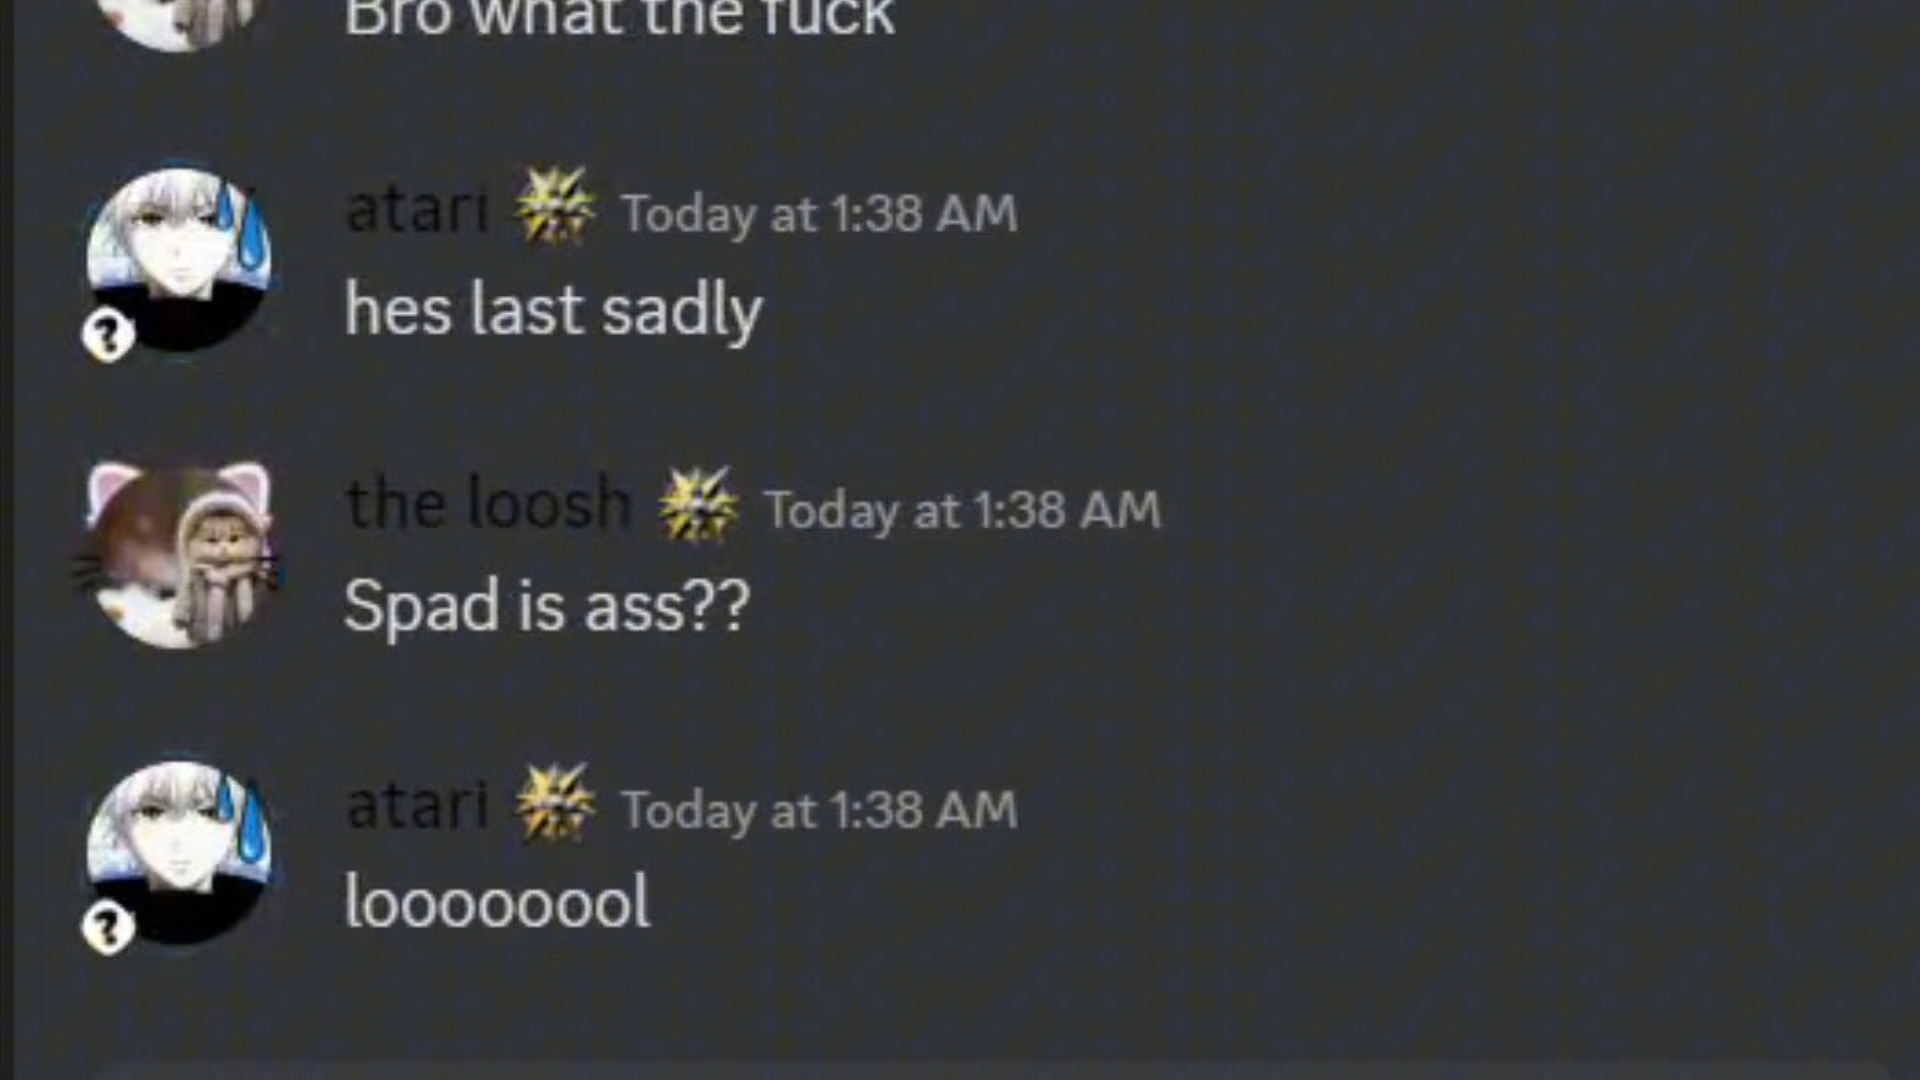 Bro what the fuck
atari Today at 1:38 AM
hes last sadly
the loosh Today at 1:38 AM
Spad is ass??
atari Today at 1:38 AM
looooooool